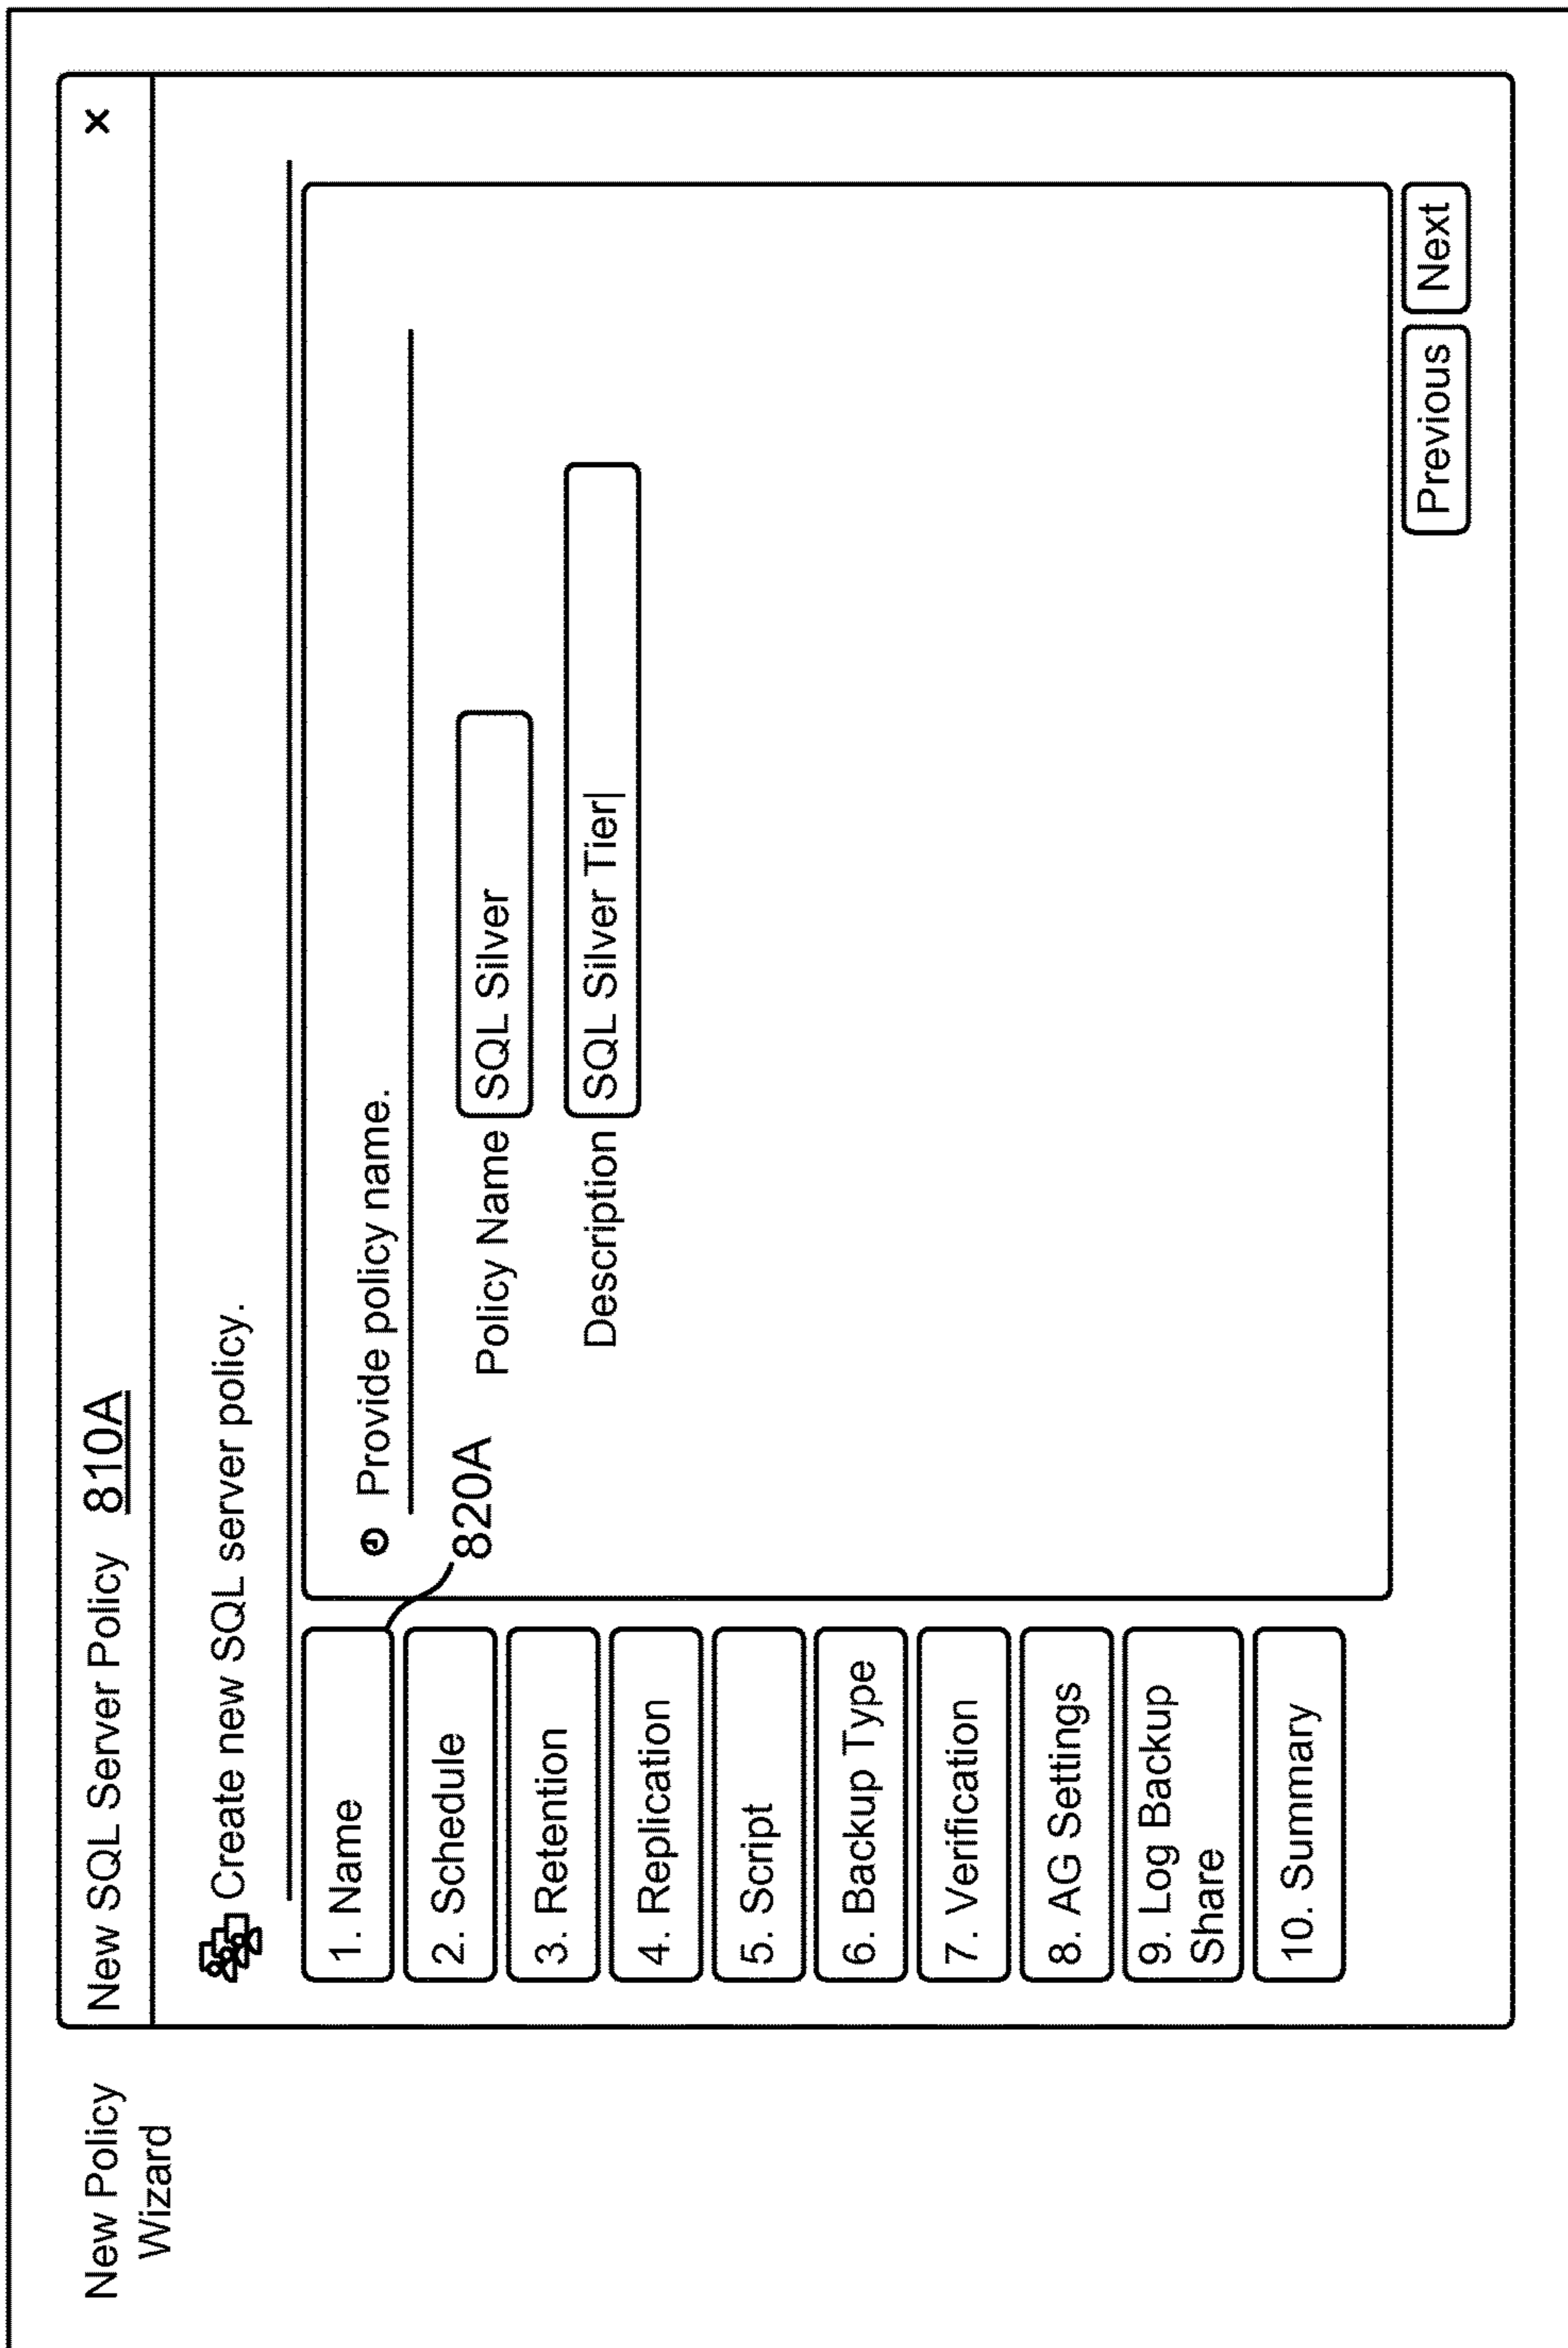 New Policy
Wizard
New SQL Server Policy 810A
×
Create new SQL server policy.
1. Name
2. Schedule
3. Retention
4. Replication
5. Script
6. Backup Type
7. Verification
8. AG Settings
9. Log Backup
Share
10. Summary
Provide policy name.
820A
Policy Name SQL Silver
Description SQL Silver Tier
Previous Next